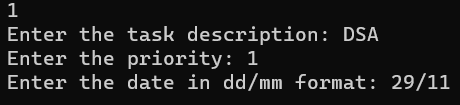 1
Enter the task description: DSA
Enter the priority: 1
Enter the date in dd/mm format: 29/11